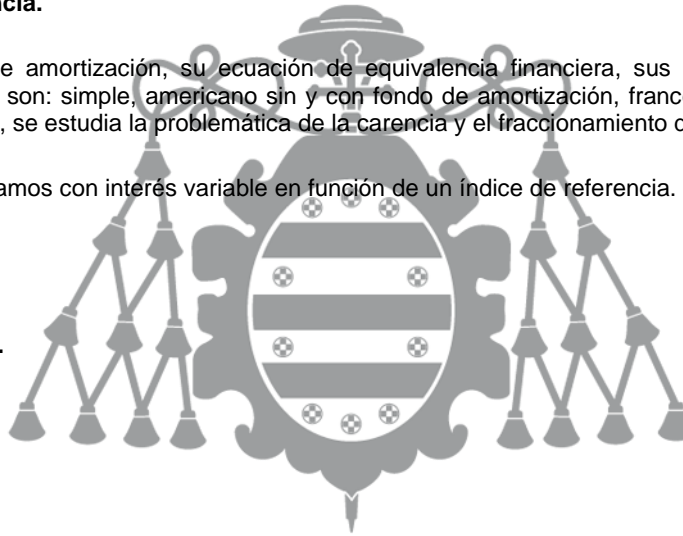 ncia.
e amortización, su ecuación de equivalencia financiera, sus
son: simple, americano sin y con fondo de amortización, franc
, se estudia la problemática de la carencia y el fraccionamiento
amos con interés variable en función de un índice de referencia.
.